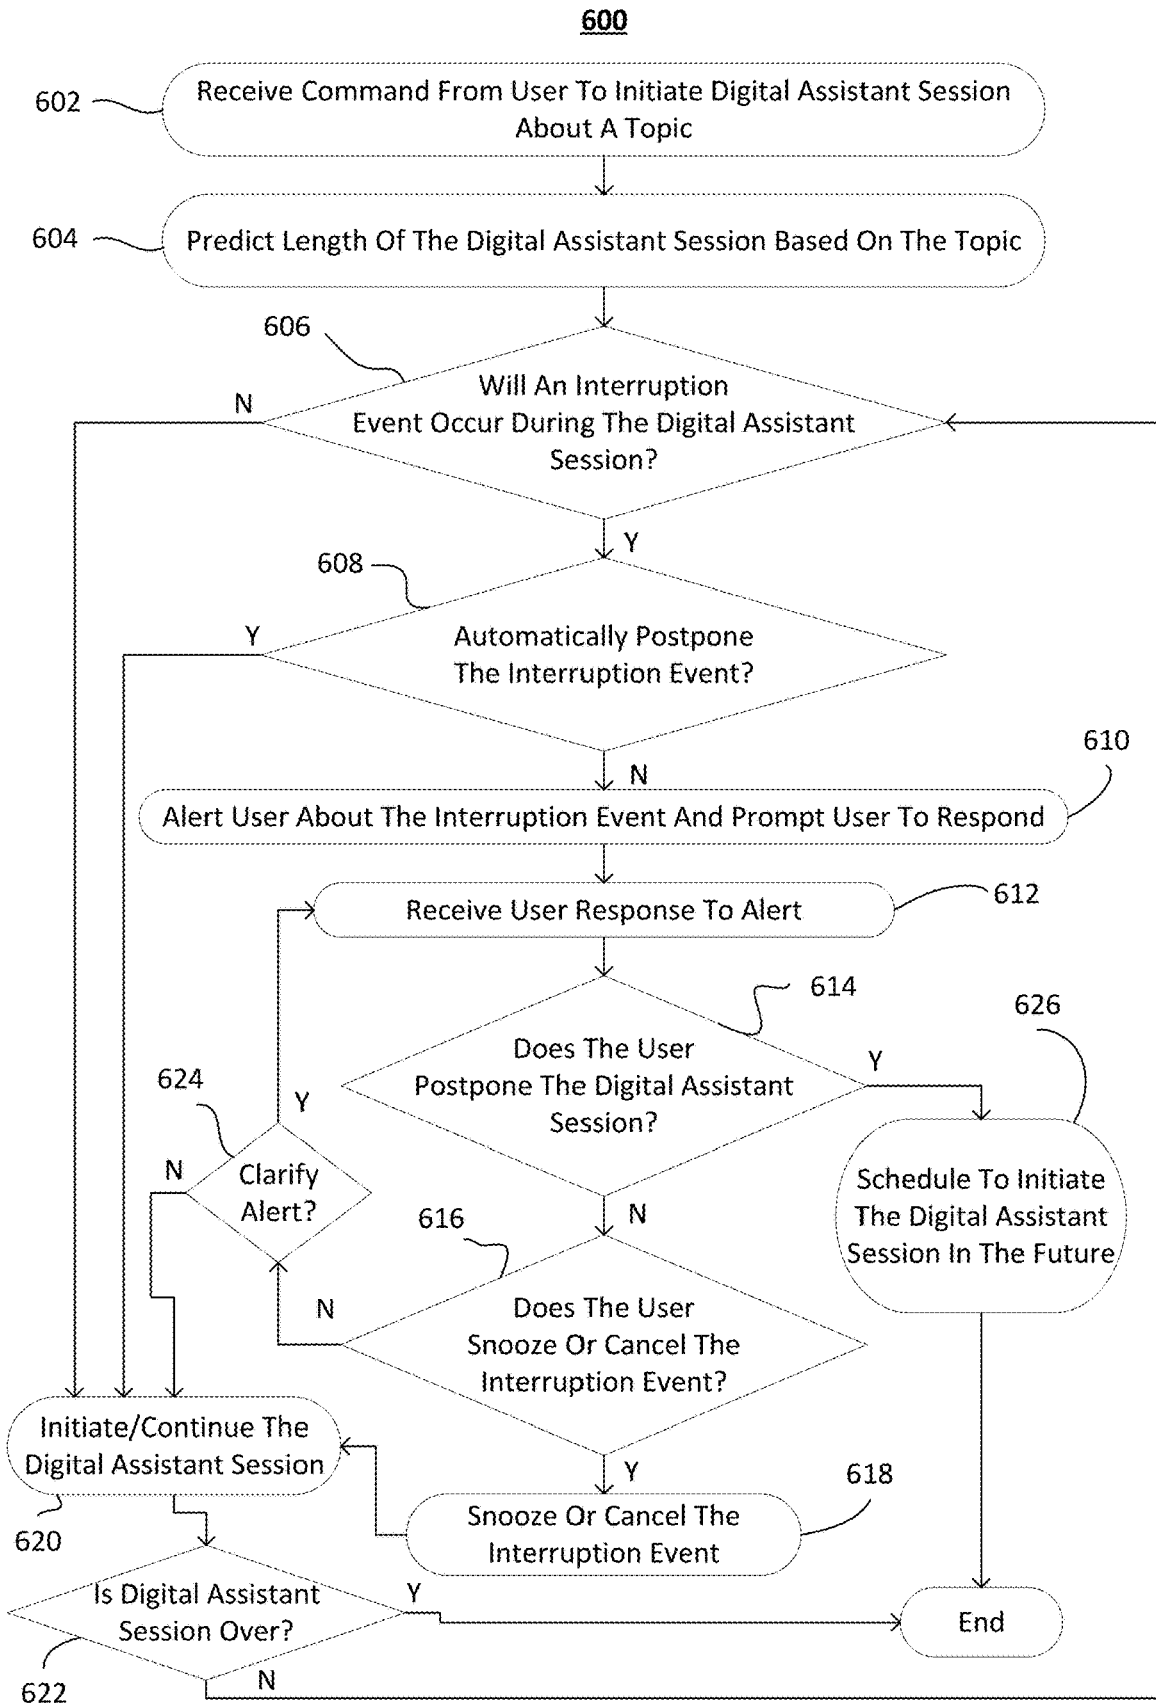 600
602
Receive Command From User To Initiate Digital Assistant Session
About A Topic
604
Predict Length Of The Digital Assistant Session Based On The Topic
606
N
Will An Interruption
Event Occur During The Digital Assistant
Session?
Y
608
Y
Automatically Postpone
The Interruption Event?
N
610
Alert User About The Interruption Event And Prompt User To Respond
612
Receive User Response To Alert
614
626
Does The User
Postpone The Digital Assistant
Session?
Y
624
Y
N
Clarify
Alert?
N
616
Schedule To Initiate
The Digital Assistant
Session In The Future
N
Does The User
Snooze Or Cancel The
Interruption Event?
Y
Initiate/Continue The
Digital Assistant Session
620
618
Snooze Or Cancel The
Interruption Event
Is Digital Assistant
Session Over?
Y
End
622
N